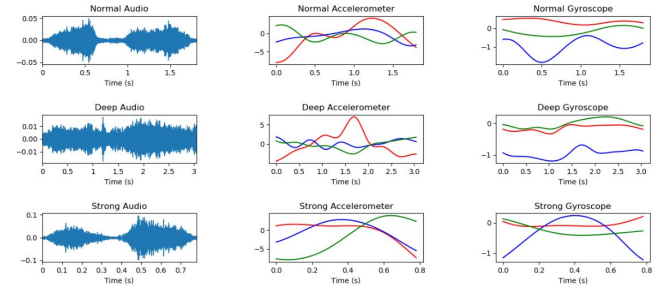 Normal Audio
Normal Accelerometer
Normal Gyroscope
0.05
0.00
−0.05
0
−5
0
−1
0 0.5 1 1.5
0.0 0.5 1.0 1.5
0.0 0.5 1.0 1.5
Time (s)
Time (s)
Time (s)
Deep Audio
Deep Accelerometer
Deep Gyroscope
0.01
0.00
−0.01
5
0
0
−1
0 0.5 1 1.5 2 2.5 3
0.0 0.5 1.0 1.5 2.0 2.5 3.0
0.0 0.5 1.0 1.5 2.0 2.5 3.0
Time (s)
Time (s)
Time (s)
Strong Audio
Strong Accelerometer
Strong Gyroscope
0.1
0.0
−0.1
0
−5
0
−1
0 0.1 0.2 0.3 0.4 0.5 0.6 0.7
0.0 0.2 0.4 0.6 0.8
0.0 0.2 0.4 0.6 0.8
Time (s)
Time (s)
Time (s)